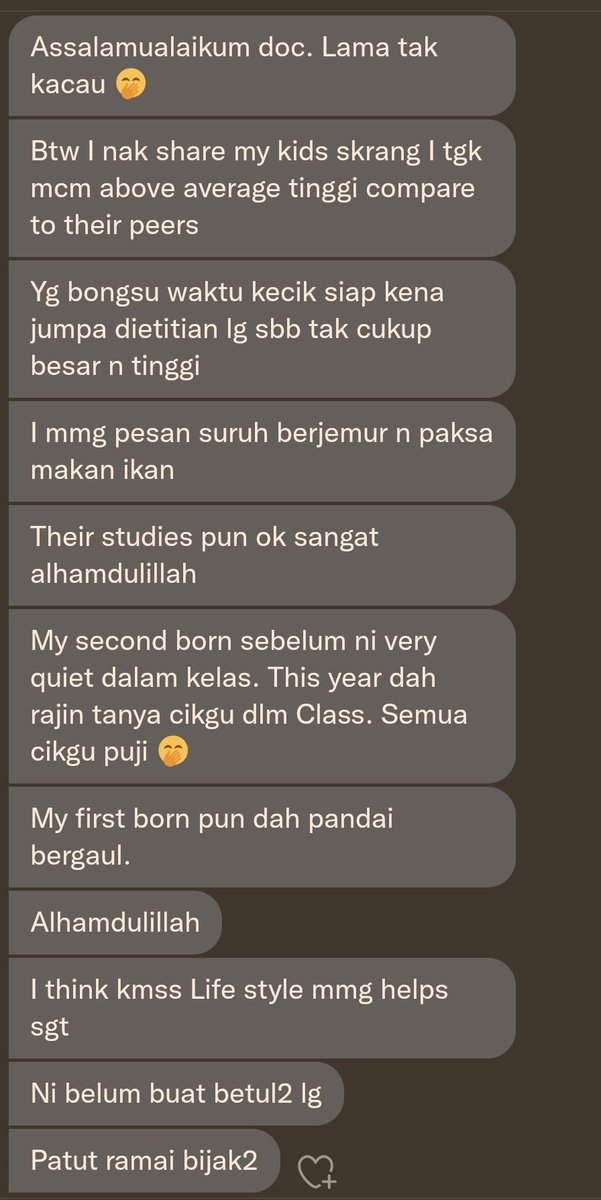 Assalamualaikum doc. Lama tak
kacau 🤭
Btw I nak share my kids skrang I tgk
mcm above average tinggi compare
to their peers
Yg bongsu waktu kecik siap kena
jumpa dietitian lg sbb tak cukup
besar n tinggi
I mmg pesan suruh berjemur n paksa
makan ikan
Their studies pun ok sangat
alhamdulillah
My second born sebelum ni very
quiet dalam kelas. This year dah
rajin tanya cikgu dlm Class. Semua
cikgu puji 🤭
My first born pun dah pandai
bergaul.
Alhamdulillah
I think kmss Life style mmg helps
sgt
Ni belum buat betul2 lg
Patut ramai bijak2